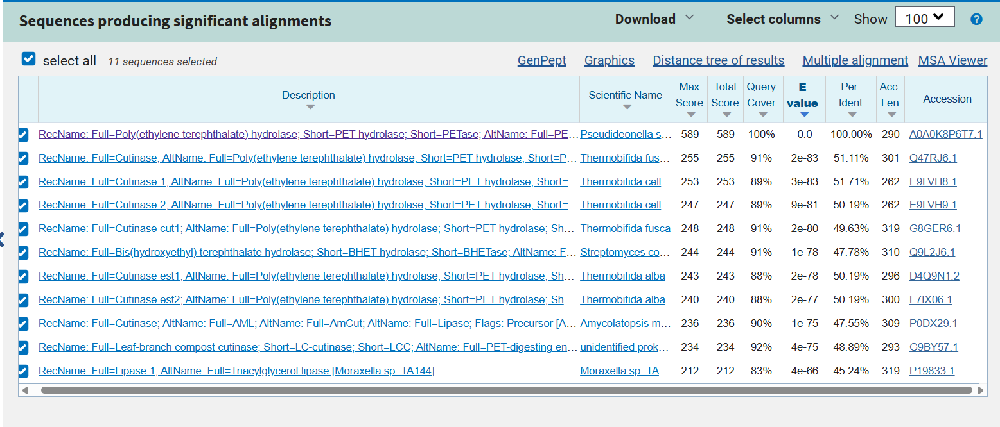 Sequences producing significant alignments Download Select columns Show 100 ?
select all 11 sequences selected GenPept Graphics Distance tree of results Multiple alignment MSA Viewer
Description Scientific Name Max Score Total Score Query Cover E value Per. Ident Acc. Len Accession
RecName: Full=Poly(ethylene terephthalate) hydrolase; Short=PET hydrolase; Short=PETase; AltName: Full=PE... Pseudideonella s... 589 589 100% 0.0 100.00% 290 A0A0K8P6T7.1
RecName: Full=Cutinase; AltName: Full=Poly(ethylene terephthalate) hydrolase; Short=PET hydrolase; Short=P... Thermobifida fus... 255 255 91% 2e-83 51.11% 301 Q47RJ6.1
RecName: Full=Cutinase 1; AltName: Full=Poly(ethylene terephthalate) hydrolase; Short=PET hydrolase; Short=... Thermobifida cell... 253 253 89% 3e-83 51.71% 262 E9LVH8.1
RecName: Full=Cutinase 2; AltName: Full=Poly(ethylene terephthalate) hydrolase; Short=PET hydrolase; Short=... Thermobifida cell... 247 247 89% 9e-81 50.19% 262 E9LVH9.1
RecName: Full=Cutinase cut1; AltName: Full=Poly(ethylene terephthalate) hydrolase; Short=PET hydrolase; Sh... Thermobifida fusca 248 248 91% 2e-80 49.63% 319 G8GER6.1
RecName: Full=Bis(hydroxyethyl) terephthalate hydrolase; Short=BHET hydrolase; Short=BHETase; AltName: F... Streptomyces co... 244 244 91% 1e-78 47.78% 310 Q9L2J6.1
RecName: Full=Cutinase est1; AltName: Full=Poly(ethylene terephthalate) hydrolase; Short=PET hydrolase; Sh... Thermobifida alba 243 243 88% 2e-78 50.19% 296 D4Q9N1.2
RecName: Full=Cutinase est2; AltName: Full=Poly(ethylene terephthalate) hydrolase; Short=PET hydrolase; Sh... Thermobifida alba 240 240 88% 2e-77 50.19% 300 F7IX06.1
RecName: Full=Cutinase; AltName: Full=AML; AltName: Full=AmCut; AltName: Full=Lipase; Flags: Precursor [A... Amycolatopsis m... 236 236 90% 1e-75 47.55% 309 P0DX29.1
RecName: Full=Leaf-branch compost cutinase; Short=LC-cutinase; Short=LCC; AltName: Full=PET-digesting en... unidentified prok... 234 234 92% 4e-75 48.89% 293 G9BY57.1
RecName: Full=Lipase 1; AltName: Full=Triacylglycerol lipase [Moraxella sp. TA144] Moraxella sp. TA... 212 212 83% 4e-66 45.24% 319 P19833.1